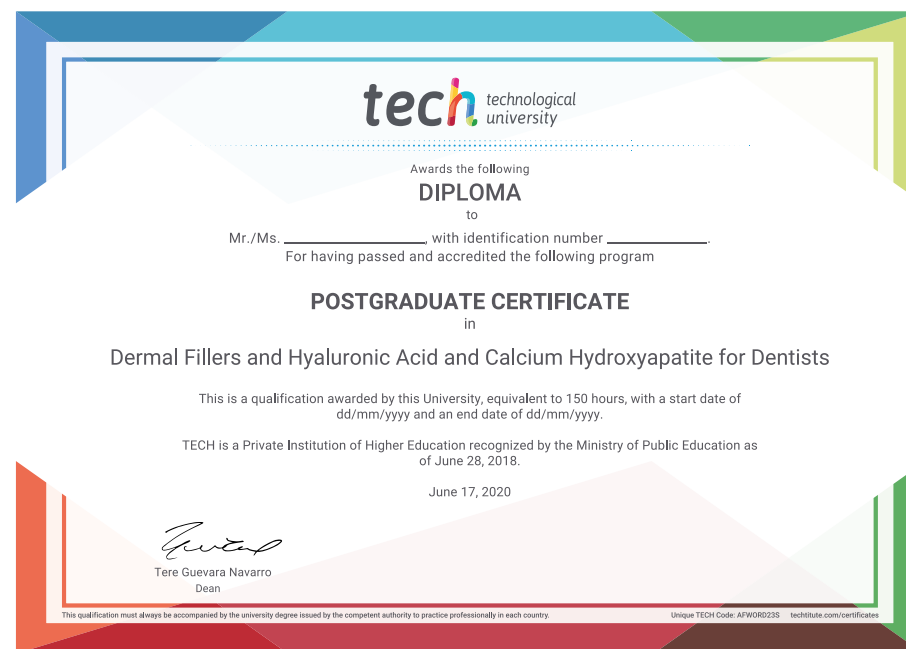 tech technological
university
Awards the following
DIPLOMA
to
Mr./Ms. ____________, with identification number ____________.
For having passed and accredited the following program
POSTGRADUATE CERTIFICATE
in
Dermal Fillers and Hyaluronic Acid and Calcium Hydroxyapatite for Dentists
This is a qualification awarded by this University, equivalent to 150 hours, with a start date of
dd/mm/yyyy and an end date of dd/mm/yyyy.
TECH is a Private Institution of Higher Education recognized by the Ministry of Public Education as
of June 28, 2018.
June 17, 2020
Tere Guevara Navarro
Dean
This qualification must always be accompanied by the university degree issued by the competent authority to practice professionally in each country.
Unique TECH Code: AFWORD23S techtitute.com/certificates